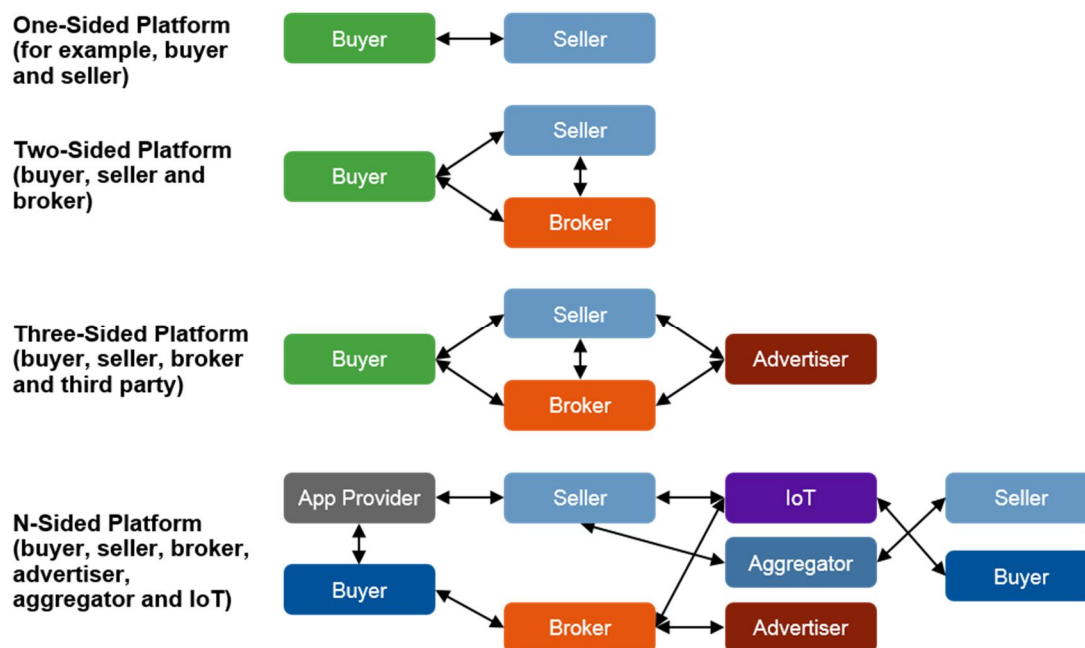 One-Sided Platform
(for example, buyer
and seller)
Buyer
Seller
Two-Sided Platform
(buyer, seller and
broker)
Buyer
Seller
Broker
Three-Sided Platform
(buyer, seller, broker
and third party)
Buyer
Seller
Broker
Advertiser
N-Sided Platform
(buyer, seller, broker,
advertiser,
aggregator and IoT)
App Provider
Seller
IoT
Seller
Aggregator
Buyer
Buyer
Broker
Advertiser